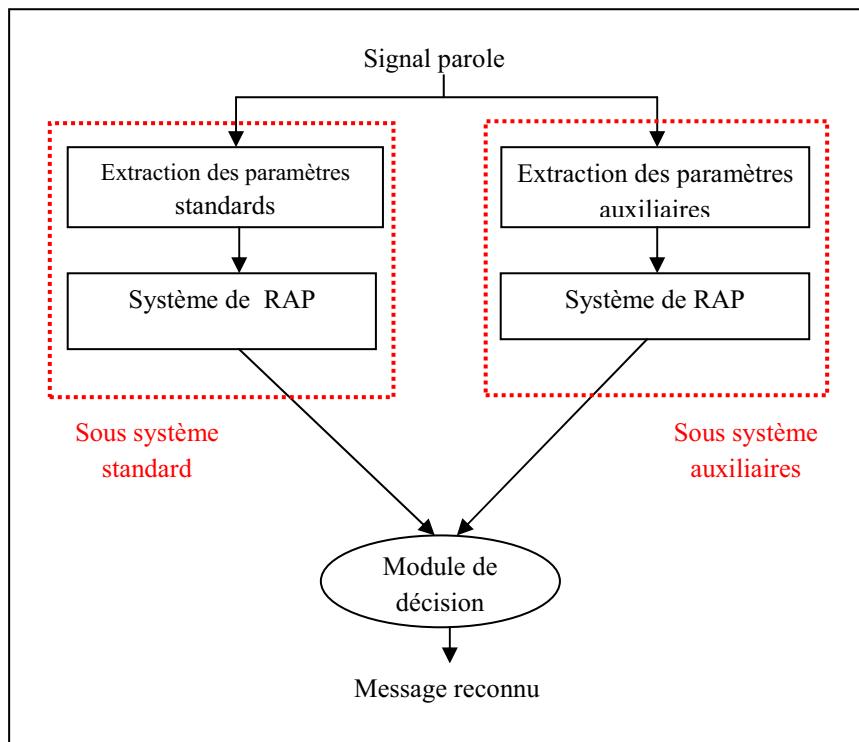 Signal parole
Extraction des paramètres
standards
Extraction des paramètres
auxiliaires
Système de RAP
Système de RAP
Sous système
standard
Sous système
auxiliaires
Module de
décision
Message reconnu